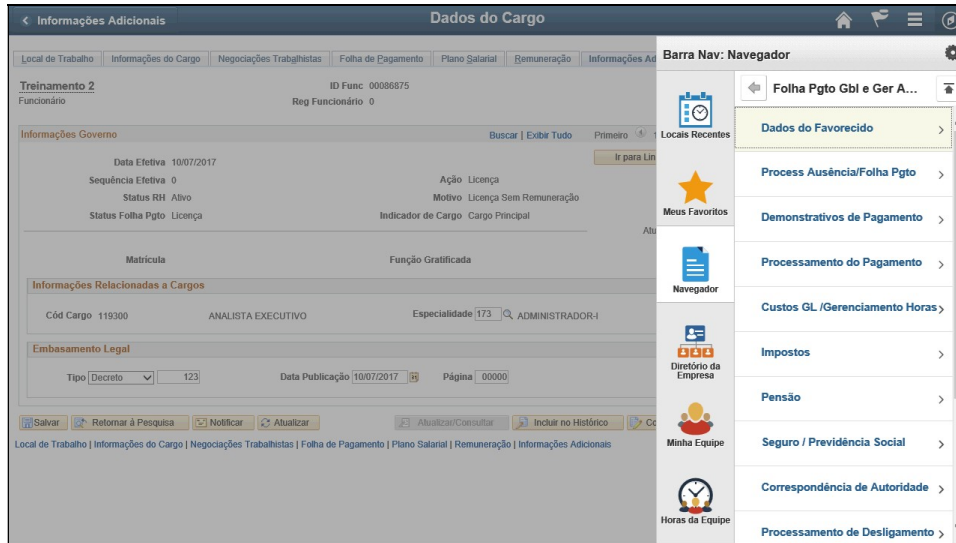 Informações Adicionais
Dados do Cargo
Local de Trabalho
Informações do Cargo
Negociações Trabalhistas
Folha de Pagamento
Plano Salarial
Remuneração
Informações Ad
Treinamento 2
ID Func 00086875
Funcionário
Reg Funcionário 0
Informações Governo
Buscar | Exibir Tudo
Primeiro
Ir para Lin
Data Efetiva 10/07/2017
Sequência Efetiva 0
Ação Licença
Status RH Ativo
Motivo Licença Sem Remuneração
Status Folha Pgto Licença
Indicador de Cargo Cargo Principal
Atu
Matrícula
Função Gratificada
Informações Relacionadas a Cargos
Cód Cargo 119300
ANALISTA EXECUTIVO
Especialidade 173
ADMINISTRADOR-I
Embasamento Legal
Tipo Decreto
123
Data Publicação 10/07/2017
Página 00000
Salvar
Retornar à Pesquisa
Notificar
Atualizar
Atualizar/Consultar
Incluir no Histórico
Co
Local de Trabalho | Informações do Cargo | Negociações Trabalhistas | Folha de Pagamento | Plano Salarial | Remuneração | Informações Adicionais
Barra Nav: Navegador
Locais Recentes
Meus Favoritos
Navegador
Diretório da
Empresa
Minha Equipe
Horas da Equipe
Folha Pgto Gbl e Ger A...
Dados do Favorecido
Process Ausência/Folha Pgto
Demonstrativos de Pagamento
Processamento do Pagamento
Custos GL /Gerenciamento Horas
Impostos
Pensão
Seguro / Previdência Social
Correspondência de Autoridade
Processamento de Desligamento